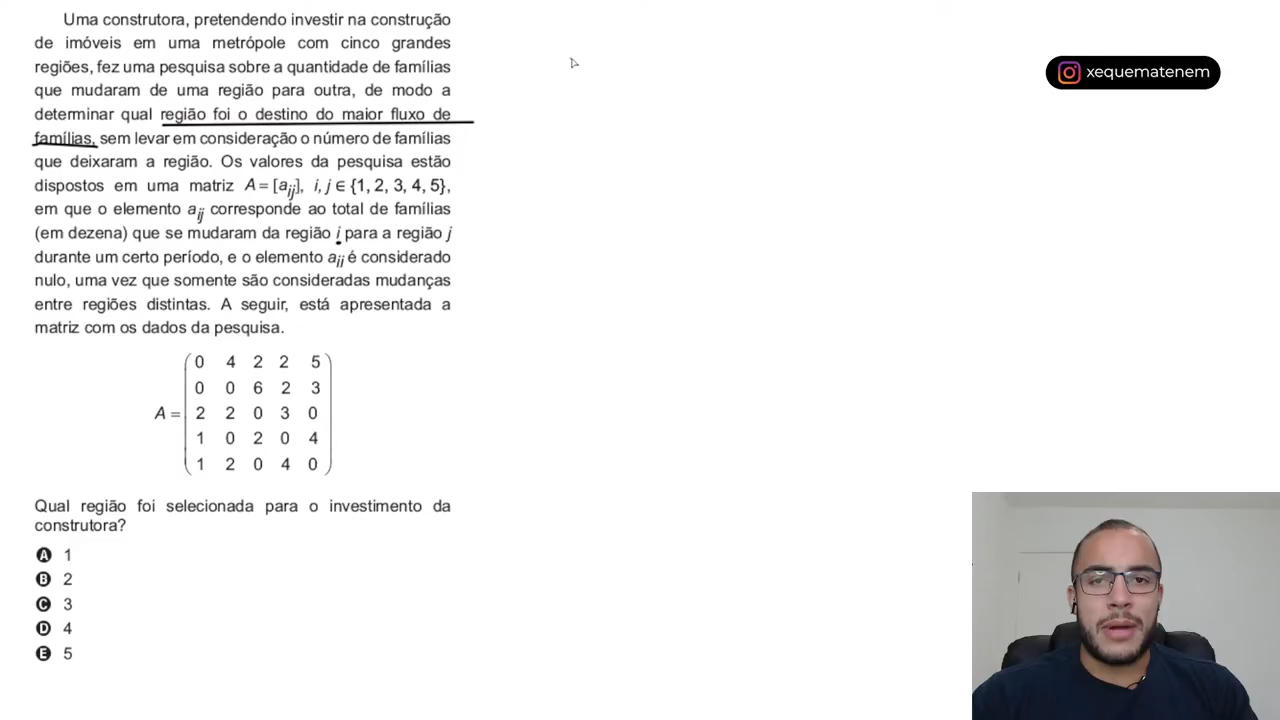 Uma construtora, pretendendo investir na construção
de imóveis em uma metrópole com cinco grandes
regiões, fez uma pesquisa sobre a quantidade de famílias
que mudaram de uma região para outra, de modo a
determinar qual região foi o destino do maior fluxo de
famílias, sem levar em consideração o número de famílias
que deixaram a região. Os valores da pesquisa estão
dispostos em uma matriz A = [aij], i, j ∈ {1, 2, 3, 4, 5},
em que o elemento aij corresponde ao total de famílias
(em dezena) que se mudaram da região i para a região j
durante um certo período, e o elemento aii é considerado
nulo, uma vez que somente são consideradas mudanças
entre regiões distintas. A seguir, está apresentada a
matriz com os dados da pesquisa.
0 4 2 2 5
0 0 6 2 3
A = 2 2 0 3 0
1 0 2 0 4
1 2 0 4 0
Qual região foi selecionada para o investimento da
construtora?
A 1
B 2
C 3
D 4
E 5
xequematenem